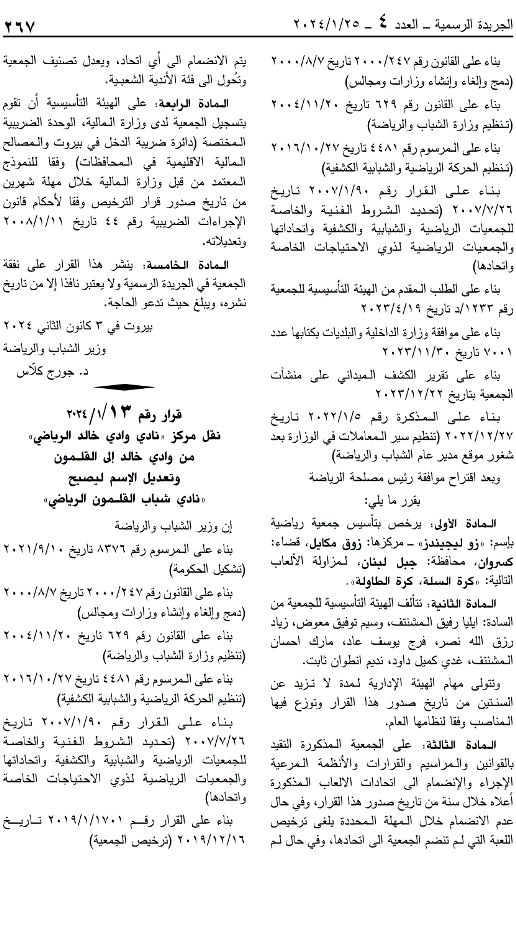 الجريدة الرسمية ــ العدد ٤ ــ ٢٠٢٤/١/٢٥
٢٦٧
بناء على القانون رقم ٢٠٠٠/٢٤٧ تاريخ ٢٠٠٠/٨/٧
(دمج وإلغاء وإنشاء وزارات ومجالس)
بناء على القانون رقم ٦٢٩ تاريخ ٢٠٠٤/١١/٢٠
(تنظيم وزارة الشباب والرياضة)
بناء على المرسوم رقم ٤٤٨١ تاريخ ٢٠١٦/١٠/٢٧
(تنظيم الحركة الرياضية والشبابية الكشفية)
بناء على القرار رقم ٢٠٠٧/١/٩٠ تاريخ
٢٠٠٧/٧/٢٦ (تحديد الشروط الفنية والخاصة
للجمعيات الرياضية والشبابية والكشفية واتحاداتها
والجمعيات الرياضية لذوي الاحتياجات الخاصة
واتحادها)
بناء على الطلب المقدم من الهيئة التأسيسية للجمعية
رقم ١٢٣٣/د تاريخ ٢٠٢٣/٤/١٩
بناء على موافقة وزارة الداخلية والبلديات بكتابها عدد
٧٠٠١ تاريخ ٢٠٢٣/١١/٣٠
بناء على تقرير الكشف الميداني على منشآت
الجمعية بتاريخ ٢٠٢٣/١٢/٢٢
بناء على المذكرة رقم ٢٠٢٢/١/٥ تاريخ
٢٠٢٢/١٢/٢٧ (تنظيم سير المعاملات في الوزارة بعد
شغور موقع مدير عام الشباب والرياضة)
وبعد اقتراح موافقة رئيس مصلحة الرياضة
يقرر ما يلي:
المادة الأولى: يرخص بتأسيس جمعية رياضية
بإسم: «زو ليجيندز» ــ مركزها: زوق مكايل، قضاء:
كسروان، محافظة: جبل لبنان، لمزاولة الألعاب
التالية: «كرة السلة، كرة الطاولة».
المادة الثانية: تتألف الهيئة التأسيسية للجمعية من
السادة: ايليا رفيق المشنتف، وسيم توفيق معوض، زياد
رزق الله نصر، فرج يوسف عاد، مارك احسان
المشنتف، غدي كميل داود، نديم انطوان ثابت.
وتتولى مهام الهيئة الإدارية لمدة لا تزيد عن
السنتين من تاريخ صدور هذا القرار وتوزع فيها
المناصب وفقا لنظامها العام.
المادة الثالثة: على الجمعية المذكورة التقيد
بالقوانين والمراسيم والقرارات والأنظمة المرعية
الإجراء والإنضمام الى اتحادات الالعاب المذكورة
أعلاه خلال سنة من تاريخ صدور هذا القرار، وفي حال
عدم الانضمام خلال المهلة المحددة يلغى ترخيص
اللعبة التي لم تنضم الجمعية الى اتحادها، وفي حال لم
يتم الانضمام الى أي اتحاد، ويعدل تصنيف الجمعية
وتحُول الى فئة الأندية الشعبية.
المادة الرابعة: على الهيئة التأسيسية أن تقوم
بتسجيل الجمعية لدى وزارة المالية، الوحدة الضريبية
المختصة (دائرة ضريبة الدخل في بيروت والمصالح
المالية الاقليمية في المحافظات) وفقا للنموذج
المعتمد من قبل وزارة المالية خلال مهلة شهرين
من تاريخ صدور قرار الترخيص وفقا لأحكام قانون
الإجراءات الضريبية رقم ٤٤ تاريخ ٢٠٠٨/١/١١
وتعديلاته.
المادة الخامسة: ينشر هذا القرار على نفقة
الجمعية في الجريدة الرسمية ولا يعتبر نافذا إلا من تاريخ
نشره، ويبلغ حيث تدعو الحاجة.
بيروت في ٣ كانون الثاني ٢٠٢٤
وزير الشباب والرياضة
د. جورج كلّاس
قرار رقم ٢٠٢٤/١/١٣
نقل مركز «نادي وادي خالد الرياضي»
من وادي خالد إلى القلمون
وتعديل الإسم ليصبح
«نادي شباب القلمون الرياضي»
إن وزير الشباب والرياضة
بناء على المرسوم رقم ٨٣٧٦ تاريخ ٢٠٢١/٩/١٠
(تشكيل الحكومة)
بناء على القانون رقم ٢٠٠٠/٢٤٧ تاريخ ٢٠٠٠/٨/٧
(دمج وإلغاء وإنشاء وزارات ومجالس)
بناء على القانون رقم ٦٢٩ تاريخ ٢٠٠٤/١١/٢٠
(تنظيم وزارة الشباب والرياضة)
بناء على المرسوم رقم ٤٤٨١ تاريخ ٢٠١٦/١٠/٢٧
(تنظيم الحركة الرياضية والشبابية الكشفية)
بناء على القرار رقم ٢٠٠٧/١/٩٠ تاريخ
٢٠٠٧/٧/٢٦ (تحديد الشروط الفنية والخاصة
للجمعيات الرياضية والشبابية والكشفية واتحاداتها
والجمعيات الرياضية لذوي الاحتياجات الخاصة
واتحادها)
بناء على القرار رقم ٢٠١٩/١/١٧٠١ تاريخ
٢٠١٩/١٢/١٦ (ترخيص الجمعية)